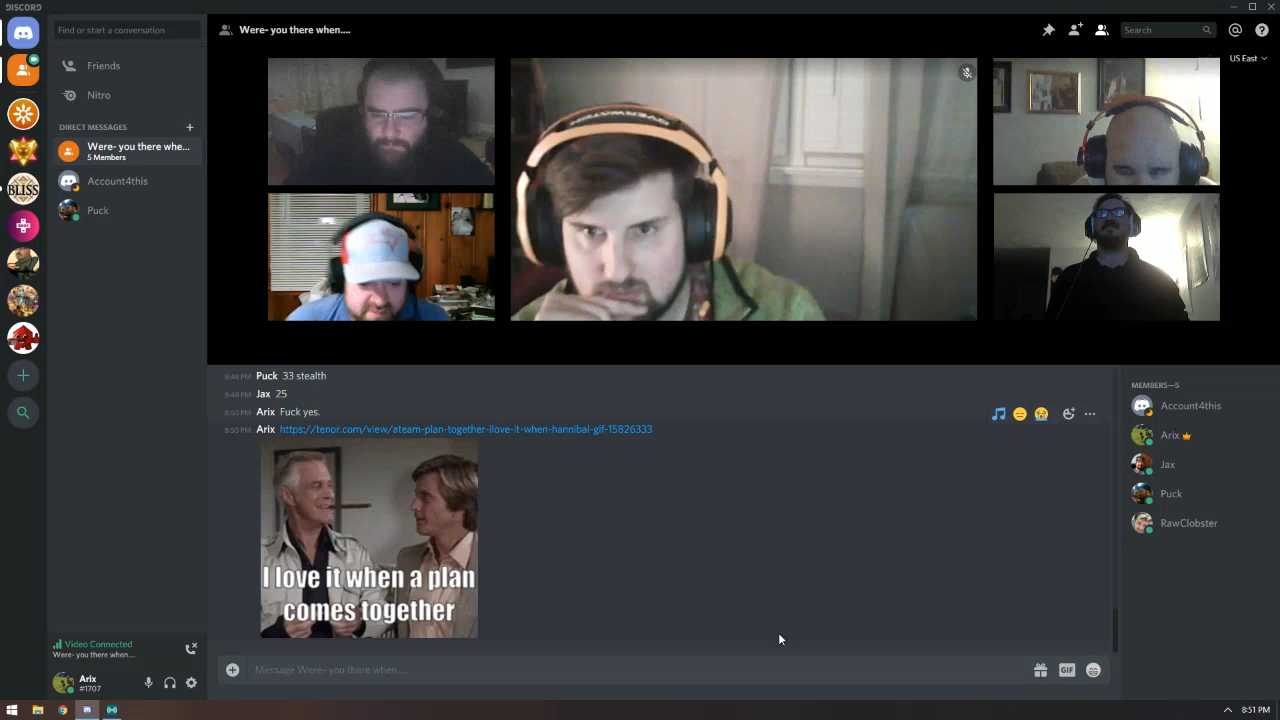 DISCORD
Find or start a conversation
Were- you there when....
Search
US East
Friends
Nitro
DIRECT MESSAGES
Were- you there whe...
5 Members
Account4this
Puck
BLISS
OVERWATCH
8:48 PM Puck 33 stealth
8:48 PM Jax 25
8:50 PM Arix Fuck yes.
8:50 PM Arix https://tenor.com/view/ateam-plan-together-ilove-it-when-hannibal-gif-15826333
I love it when a plan
comes together
MEMBERS—5
Account4this
Arix
Jax
Puck
RawClobster
Video Connected
Were- you there when....
Arix
#1707
Message Were- you there when....
GIF
8:51 PM